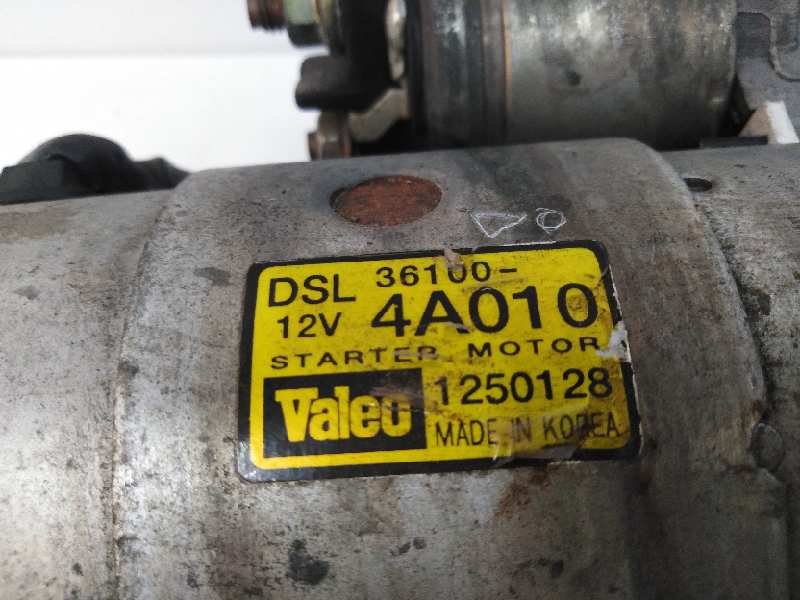 DSL 36100-
12V 4A010
STARTER MOTOR
Valeo 1250128
MADE IN KOREA